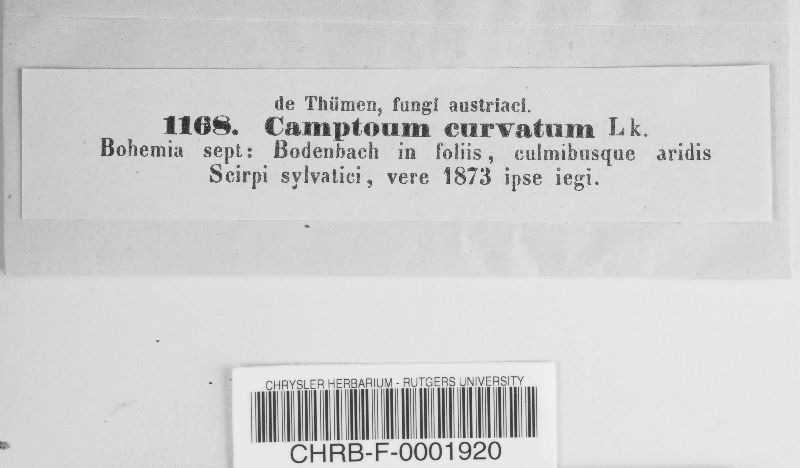 de Thümen, fungi austriaci.
1168. Camptoum curvatum Lk.
Bohemia sept: Bodenbach in foliis, culmibusque aridis
Scirpi sylvatici, vere 1873 ipse iegi.
CHRYSLER HERBARIUM - RUTGERS UNIVERSITY
CHRB-F-0001920